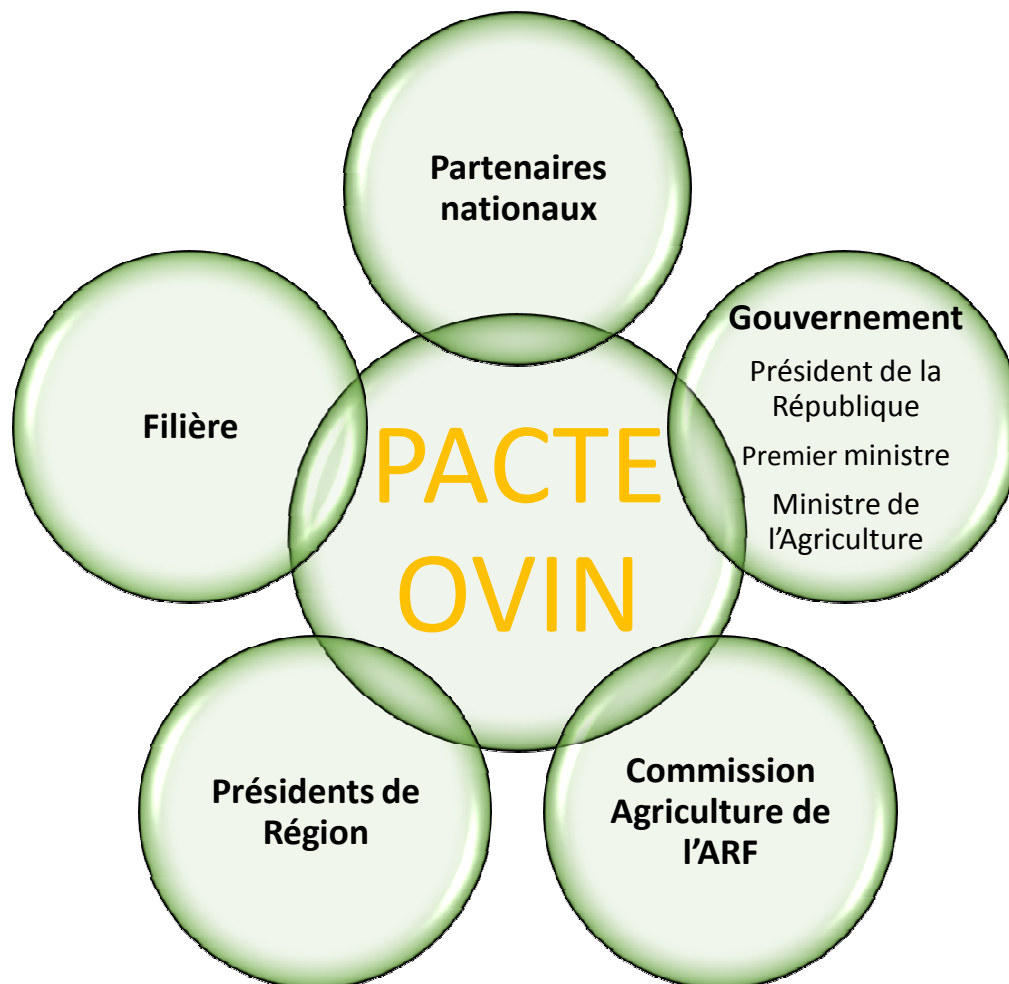 Partenaires
nationaux
Gouvernement
Président de la
République
Premier ministre
Ministre de
l’Agriculture
Filière
PACTE
OVIN
Présidents de
Région
Commission
Agriculture de
l’ARF